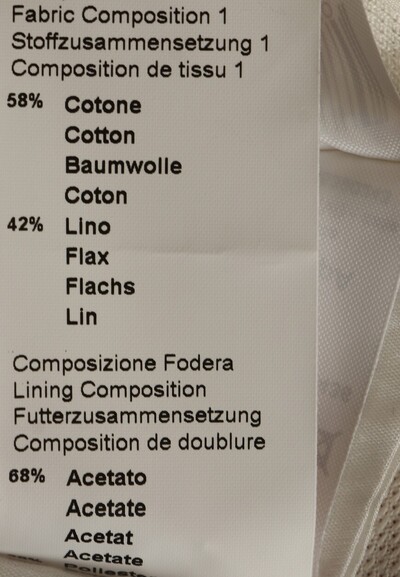 Fabric Composition 1
Stoffzusammensetzung 1
Composition de tissu 1
58% Cotone
Cotton
Baumwolle
Coton
42% Lino
Flax
Flachs
Lin
Composizione Fodera
Lining Composition
Futterzusammensetzung
Composition de doublure
68% Acetato
Acetate
Acetat
Acetate